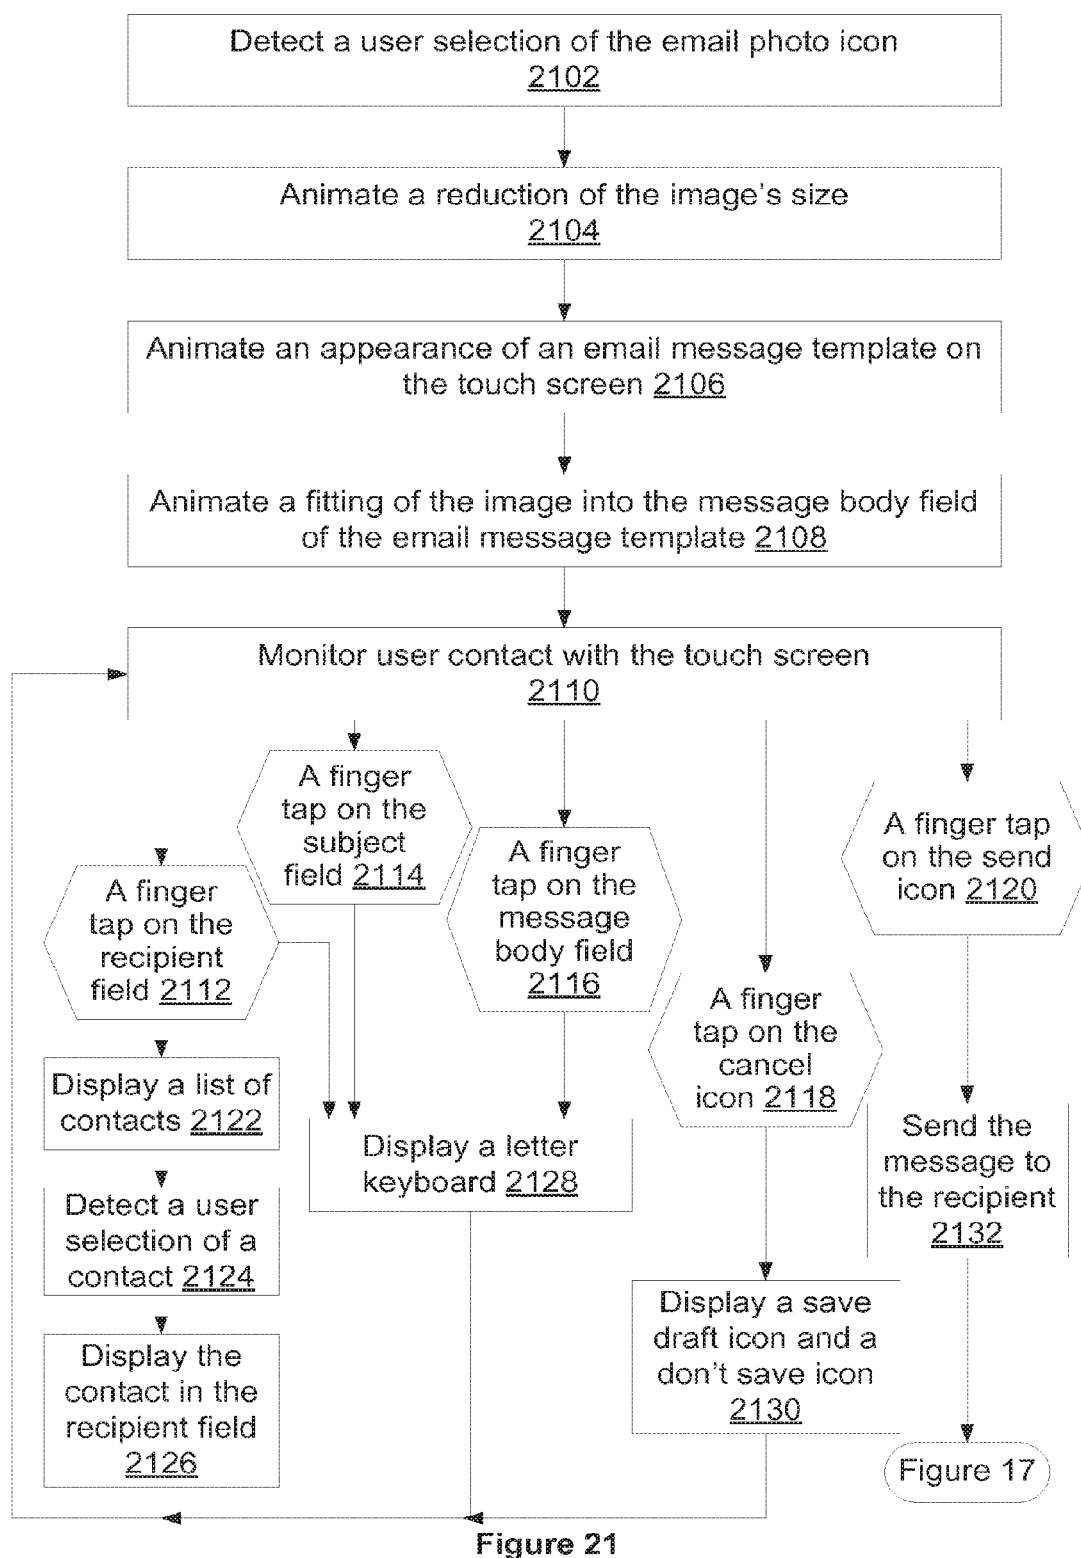 Detect a user selection of the email photo icon
2102
Animate a reduction of the image's size
2104
Animate an appearance of an email message template on
the touch screen 2106
Animate a fitting of the image into the message body field
of the email message template 2108
Monitor user contact with the touch screen
2110
A finger
tap on the
recipient
field 2112
A finger
tap on the
subject
field 2114
A finger
tap on the
message
body field
2116
A finger
tap on the
cancel
icon 2118
A finger tap
on the send
icon 2120
Display a list of
contacts 2122
Detect a user
selection of a
contact 2124
Display the
contact in the
recipient field
2126
Display a letter
keyboard 2128
Display a save
draft icon and a
don't save icon
2130
Send the
message to
the recipient
2132
Figure 17
Figure 21